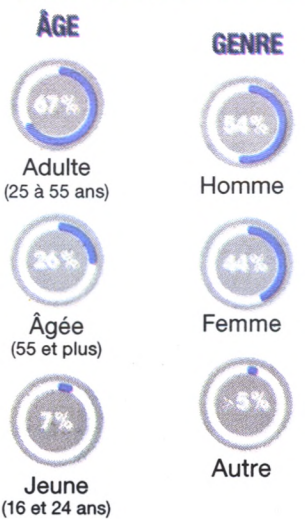 ÂGE
67%
Adulte
(25 à 55 ans)
26%
Âgée
(55 et plus)
7%
Jeune
(16 et 24 ans)
GENRE
54%
Homme
44%
Femme
>5%
Autre